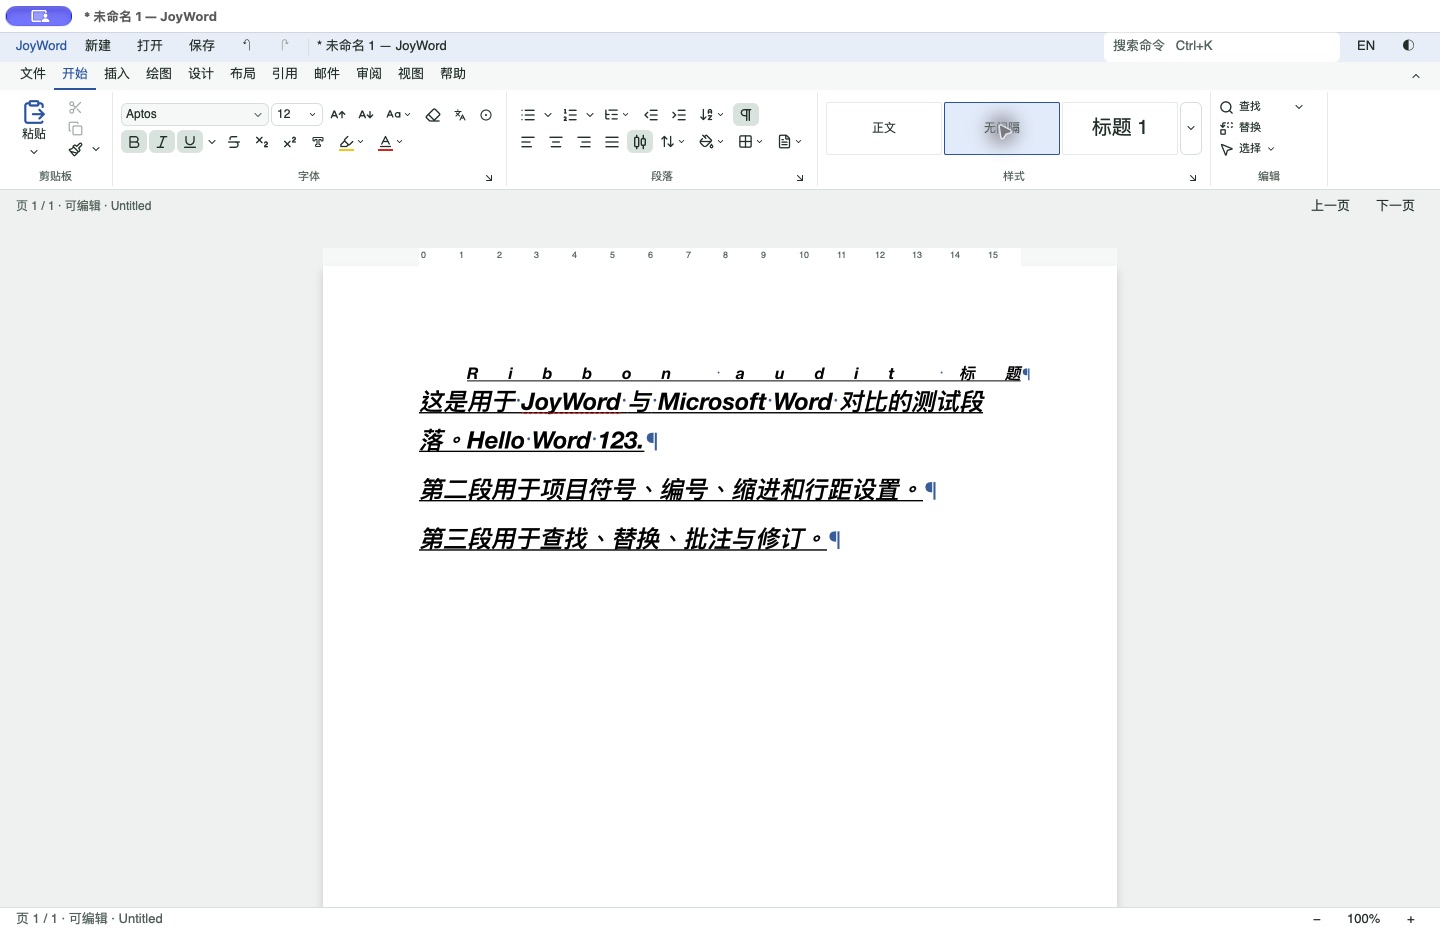 * 未命名 1 — JoyWord
JoyWord 新建 打开 保存 * 未命名 1 — JoyWord 搜索命令 Ctrl+K EN
文件 开始 插入 绘图 设计 布局 引用 邮件 审阅 视图 帮助
粘贴
剪贴板
Aptos 12
字体
段落
正文 无间隔 标题 1
样式
查找
替换
选择
编辑
页 1 / 1 · 可编辑 · Untitled 上一页 下一页
0 1 2 3 4 5 6 7 8 9 10 11 12 13 14 15
Ribbon·audit·标题¶
这是用于·JoyWord·与·Microsoft·Word·对比的测试段
落。Hello·Word·123.¶
第二段用于项目符号、编号、缩进和行距设置。¶
第三段用于查找、替换、批注与修订。¶
页 1 / 1 · 可编辑 · Untitled − 100% +